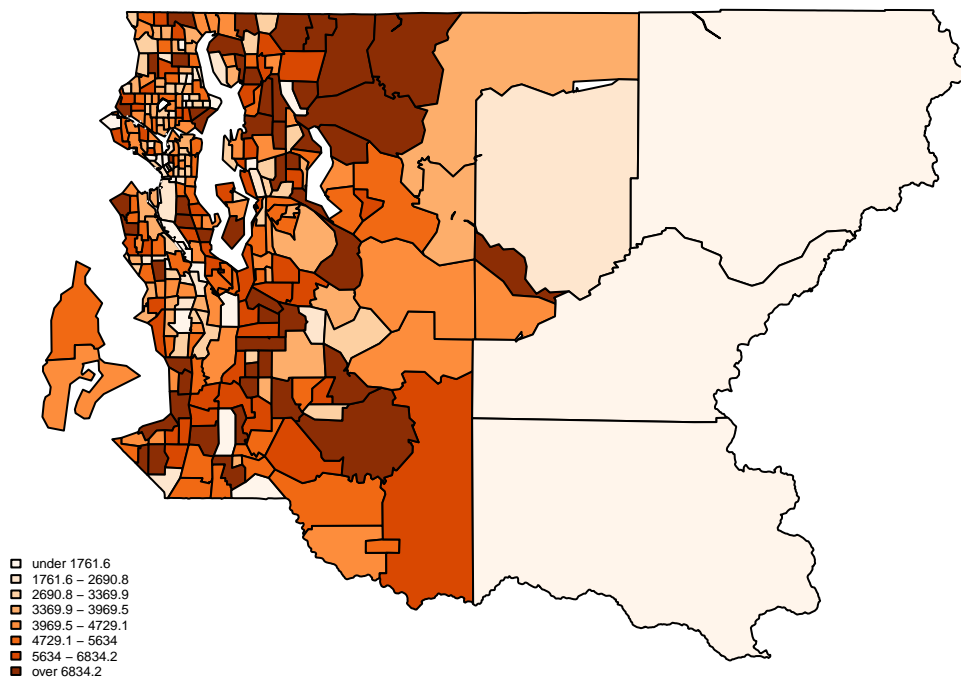 under 1761.6
1761.6 – 2690.8
2690.8 – 3369.9
3369.9 – 3969.5
3969.5 – 4729.1
4729.1 – 5634
5634 – 6834.2
over 6834.2